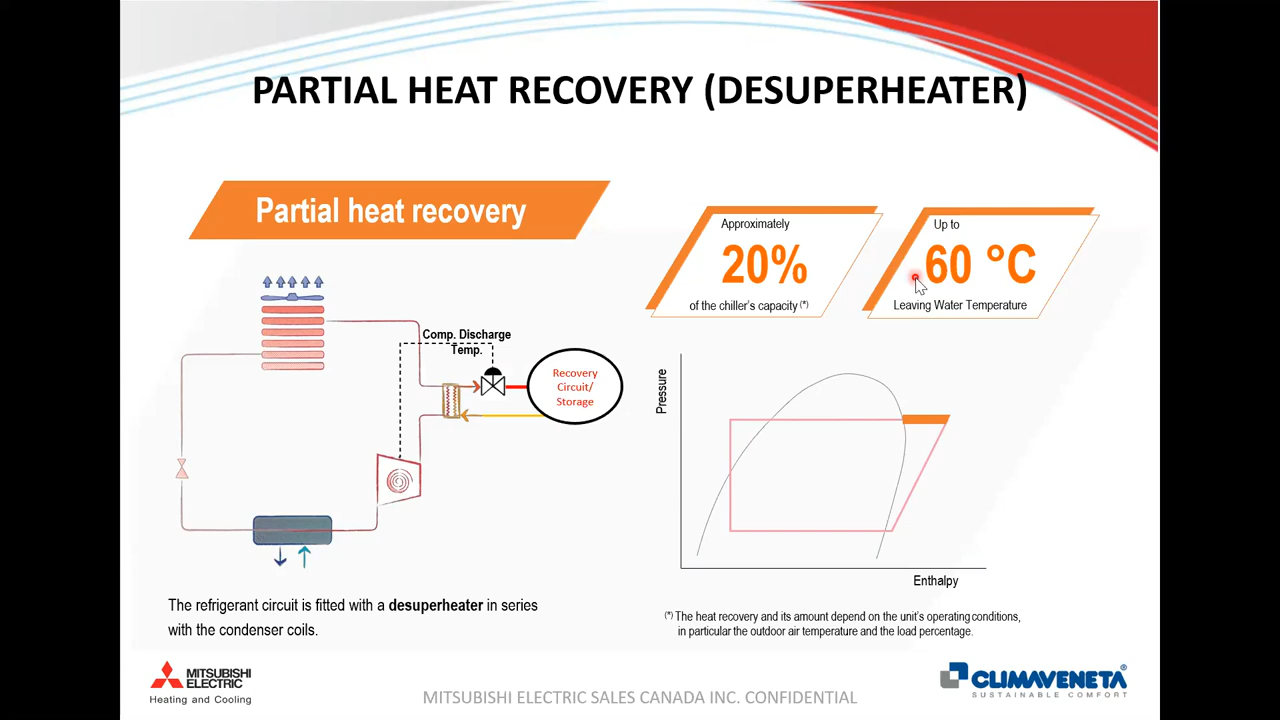 PARTIAL HEAT RECOVERY (DESUPERHEATER)
Partial heat recovery
Approximately
20%
of the chiller's capacity (*)
Up to
60 °C
Leaving Water Temperature
Comp. Discharge
Temp.
Recovery
Circuit/
Storage
Pressure
Enthalpy
The refrigerant circuit is fitted with a desuperheater in series
with the condenser coils.
(*) The heat recovery and its amount depend on the unit's operating conditions,
in particular the outdoor air temperature and the load percentage.
MITSUBISHI
ELECTRIC
Heating and Cooling
MITSUBISHI ELECTRIC SALES CANADA INC. CONFIDENTIAL
CLIMAVENETA
SUSTAINABLE COMFORT